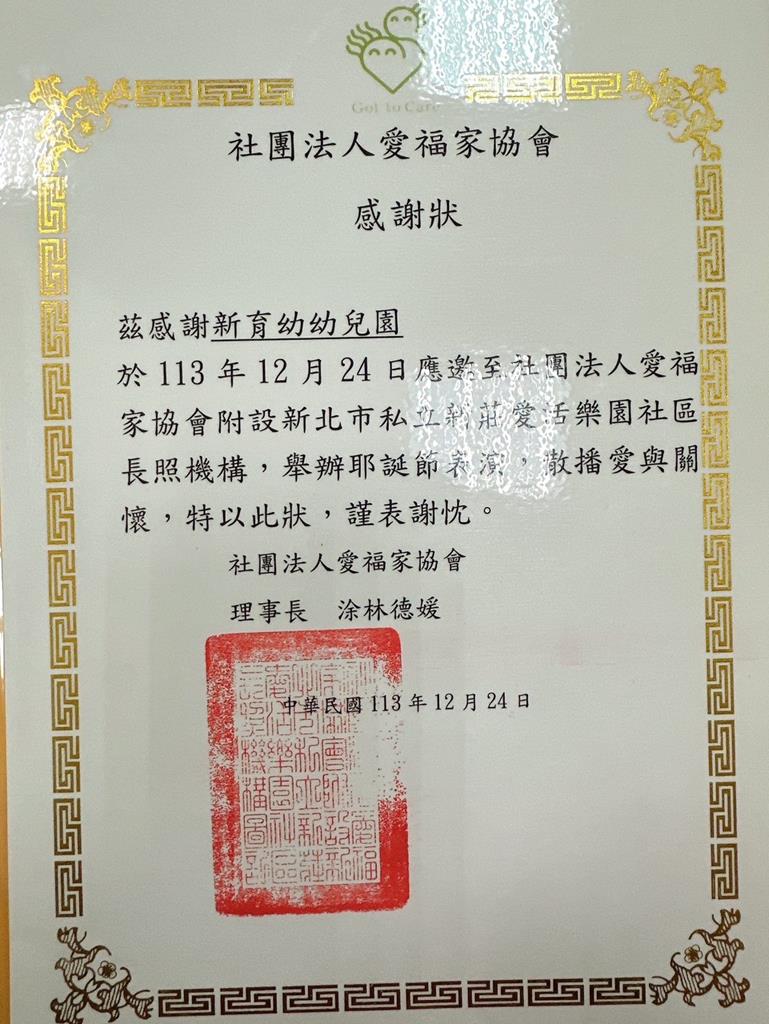 Gol to Care
社團法人愛福家協會
感謝狀
茲感謝新育幼幼兒園
於 113 年 12 月 24 日應邀至社團法人愛福
家協會附設新北市私立新莊愛活樂園社區
長照機構，舉辦耶誕節表演，散播愛與關
懷，特以此狀，謹表謝忱。
社團法人愛福家協會
理事長　涂林德媛
中華民國 113 年 12 月 24 日